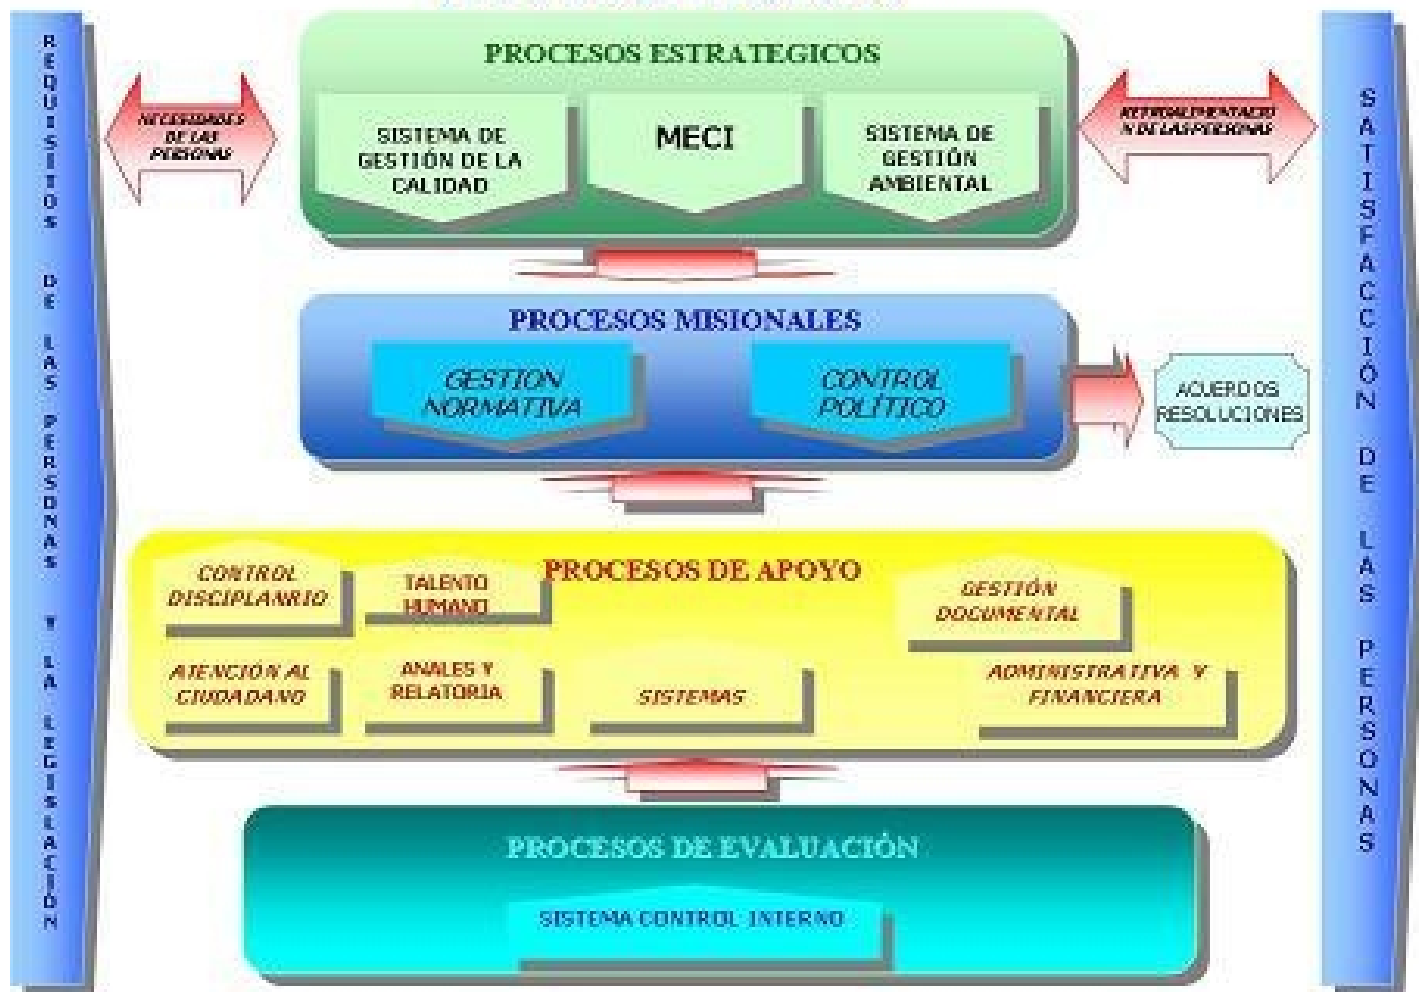 REQUISITOS DE LAS PERSONAS Y LA LEGISLACIÓN
NECESIDADES
DE LAS
PERSONAS
PROCESOS ESTRATEGICOS
SISTEMA DE
GESTIÓN DE LA
CALIDAD
MECI
SISTEMA DE
GESTIÓN
AMBIENTAL
RETROALIMENTACIO
N DE LAS PERSONAS
SATISFACCIÓN DE LAS PERSONAS
PROCESOS MISIONALES
GESTION
NORMATIVA
CONTROL
POLÍTICO
ACUERDOS
RESOLUCIONES
PROCESOS DE APOYO
CONTROL
DISCIPLANRIO
TALENTO
HUMANO
GESTIÓN
DOCUMENTAL
ATENCIÓN AL
CIUDADANO
ANALES Y
RELATORIA
SISTEMAS
ADMINISTRATIVA Y
FINANCIERA
PROCESOS DE EVALUACIÓN
SISTEMA CONTROL INTERNO